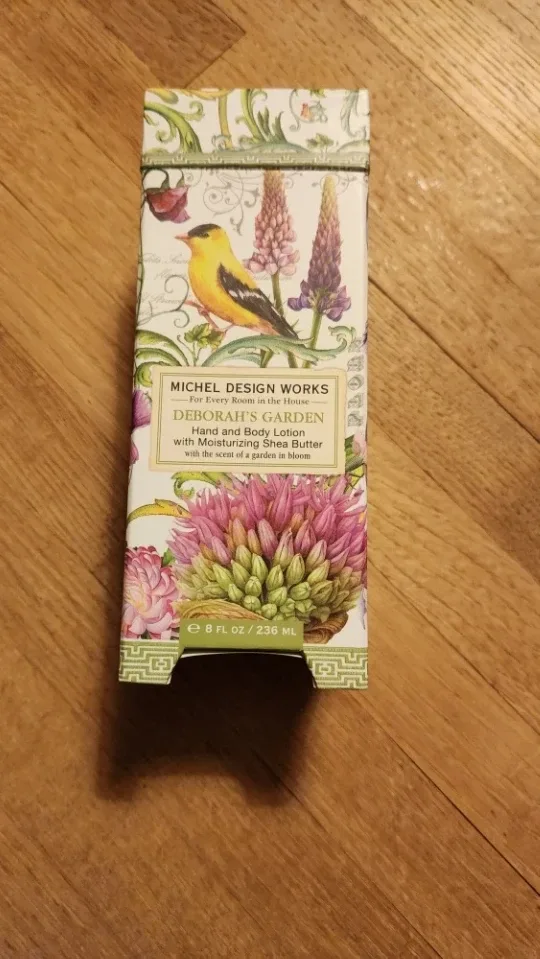 MICHEL DESIGN WORKS
For Every Room in the House
DEBORAH'S GARDEN
Hand and Body Lotion
with Moisturizing Shea Butter
with the scent of a garden in bloom
℮ 8 FL OZ / 236 ML